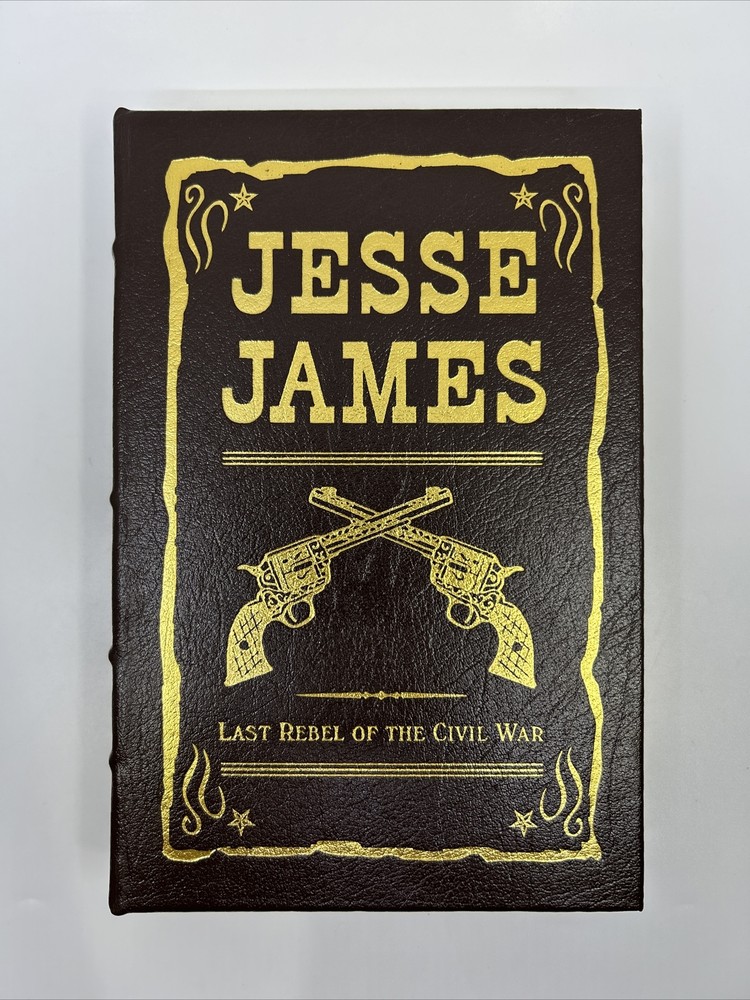 JESSE
JAMES
LAST REBEL OF THE CIVIL WAR